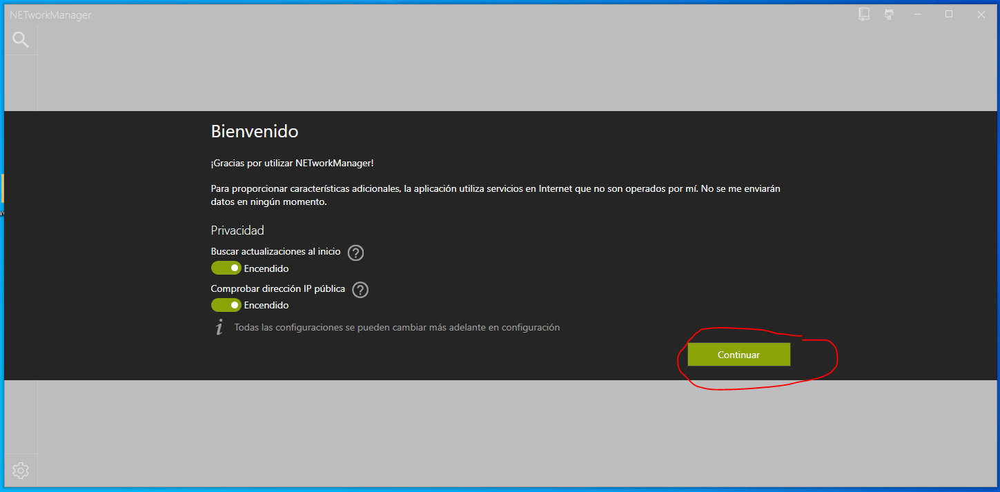 NETworkManager
Bienvenido
¡Gracias por utilizar NETworkManager!
Para proporcionar características adicionales, la aplicación utiliza servicios en Internet que no son operados por mí. No se me enviarán
datos en ningún momento.
Privacidad
Buscar actualizaciones al inicio
Encendido
Comprobar dirección IP pública
Encendido
Todas las configuraciones se pueden cambiar más adelante en configuración
Continuar